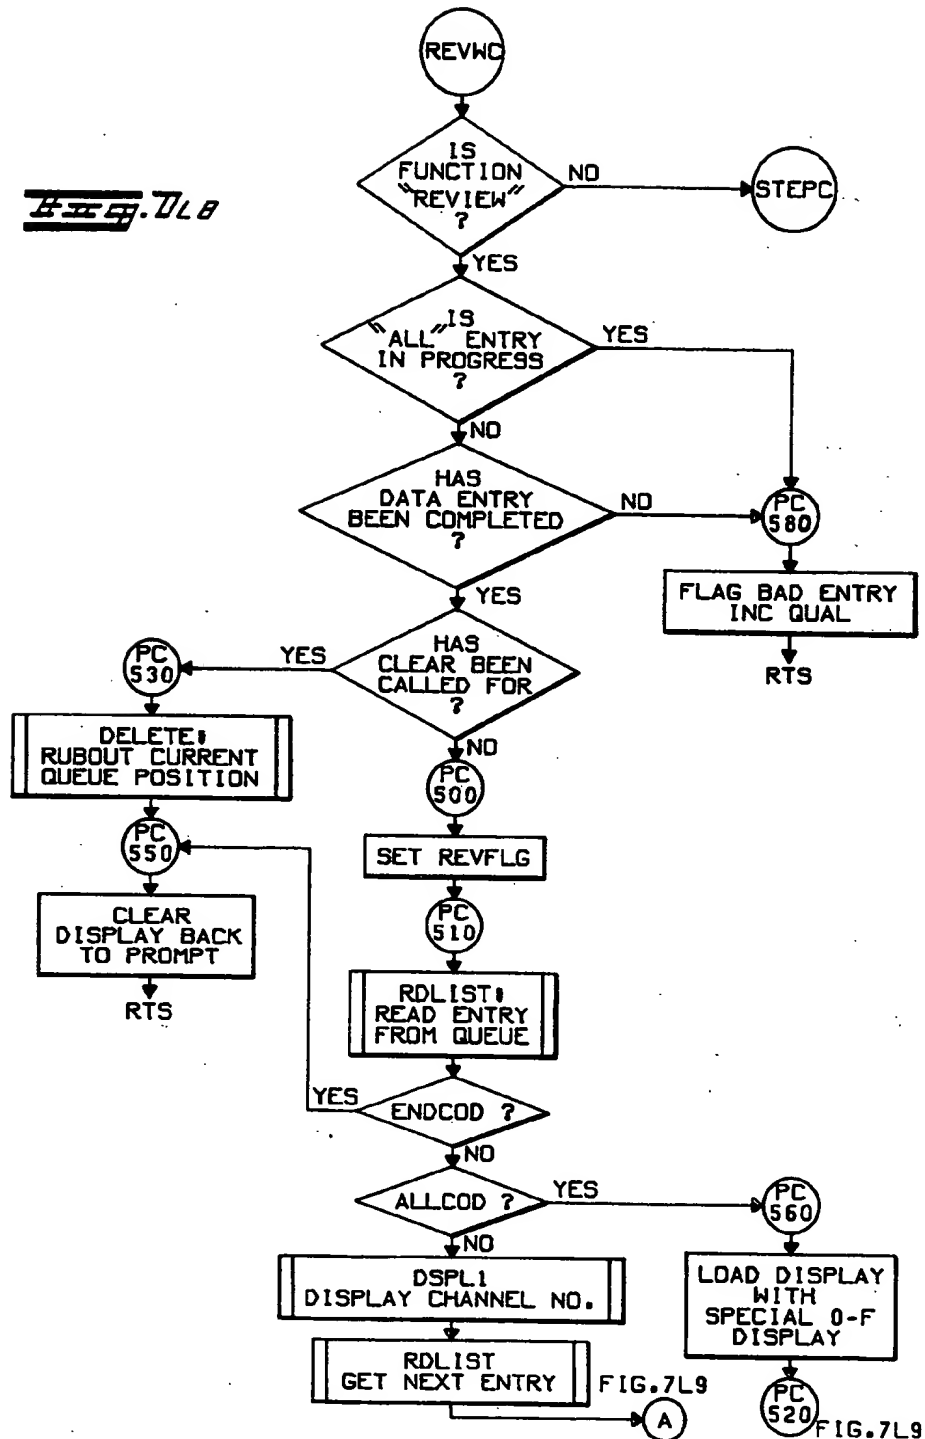 REVWC
Fig. 7L8
IS
FUNCTION
"REVIEW"
?
NO
STEPC
YES
IS
"ALL" ENTRY
IN PROGRESS
?
YES
NO
HAS
DATA ENTRY
BEEN COMPLETED
?
NO
PC
580
FLAG BAD ENTRY
INC QUAL
RTS
YES
HAS
CLEAR BEEN
CALLED FOR
?
YES
PC
530
DELETE:
RUBOUT CURRENT
QUEUE POSITION
PC
550
CLEAR
DISPLAY BACK
TO PROMPT
RTS
NO
PC
500
SET REVFLG
PC
510
RDLIST:
READ ENTRY
FROM QUEUE
YES
ENDCOD ?
NO
ALLCOD ?
YES
PC
560
LOAD DISPLAY
WITH
SPECIAL 0-F
DISPLAY
PC
520
FIG.7L9
NO
DSPL1
DISPLAY CHANNEL NO.
RDLIST
GET NEXT ENTRY
FIG.7L9
A